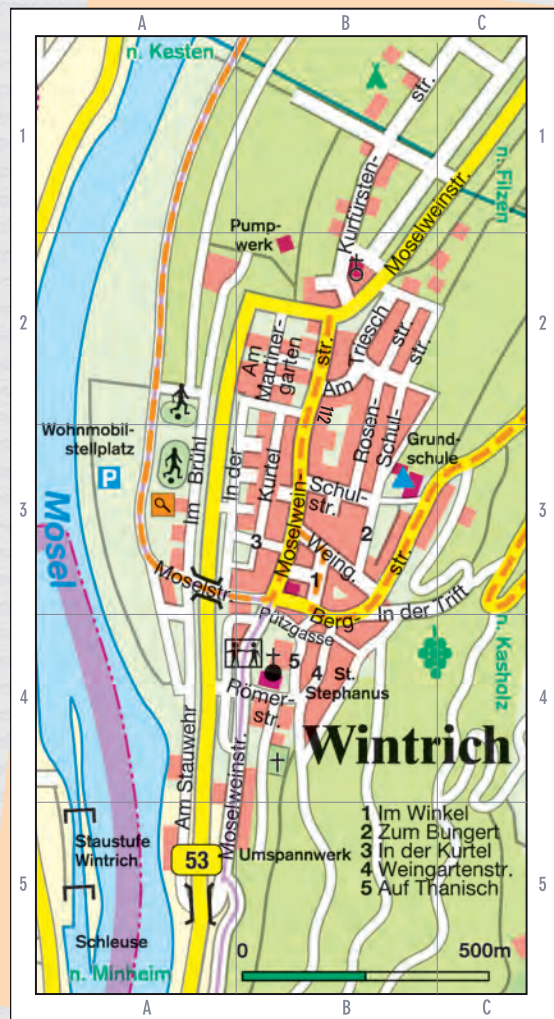 A B C
n. Kesten
1 1
str.
Kurfürsten-
n. Filzen
Pump-
werk
Moselweinstr.
2 2
Am
Martiner-
garten
str.
Triesch
str.
str.
Am
112
Rosen-
Schul-
Wohnmobil-
stellplatz
P
Im Brühl
In der
Kurtel
Grund-
schule
Schul-
str.
3 3
Mosel
Moselwein-
3
2
Weing.
1
str.
Moselstr.
Berg-
In der Trift
Pützgasse
n. Kasholz
5
4 St.
Stephanus
Römer-
str.
4 4
Wintrich
Am Stauwehr
Moselweinstr.
1 Im Winkel
2 Zum Bungert
3 In der Kurtel
4 Weingartenstr.
5 Auf Thanisch
Staustufe
Wintrich
53
Umspannwerk
5 5
Schleuse
0 500m
n. Minheim
A B C